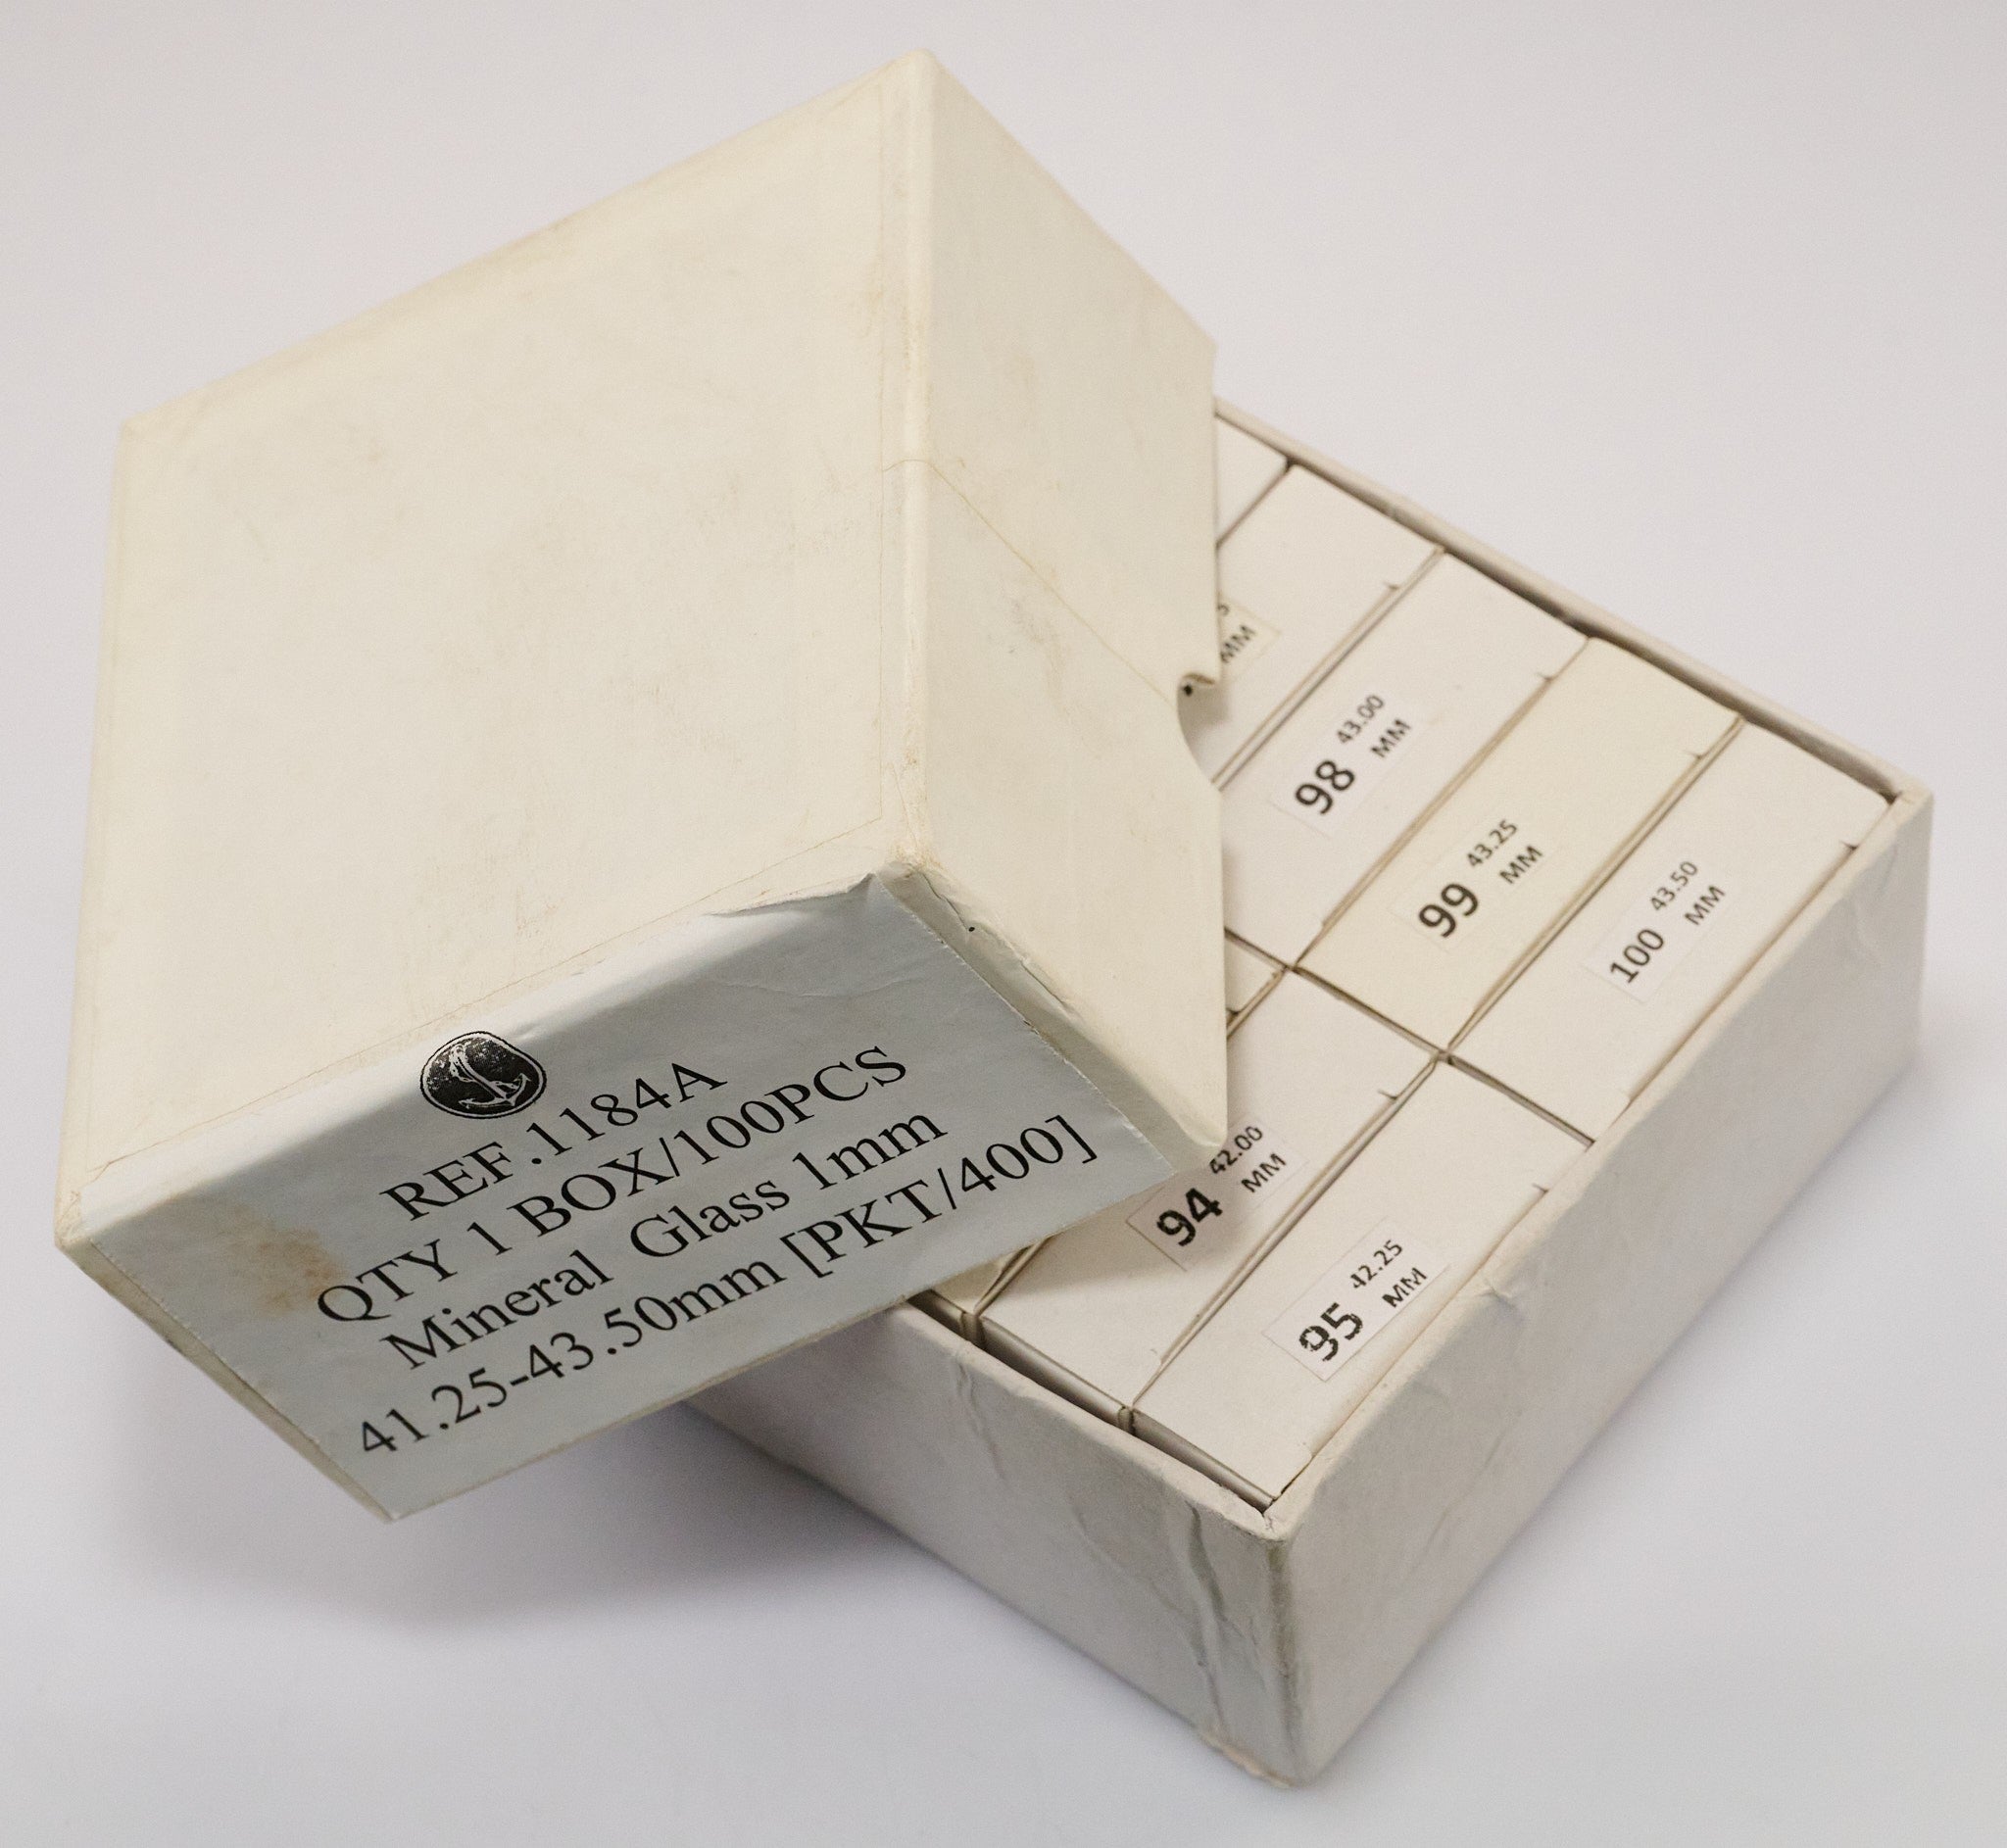 REF.1184A
QTY 1 BOX/100PCS
Mineral Glass 1mm
41.25-43.50mm [PKT/400]
MM
98 43.00
MM
99 43.25
MM
100 43.50
MM
94 42.00
MM
95 42.25
MM